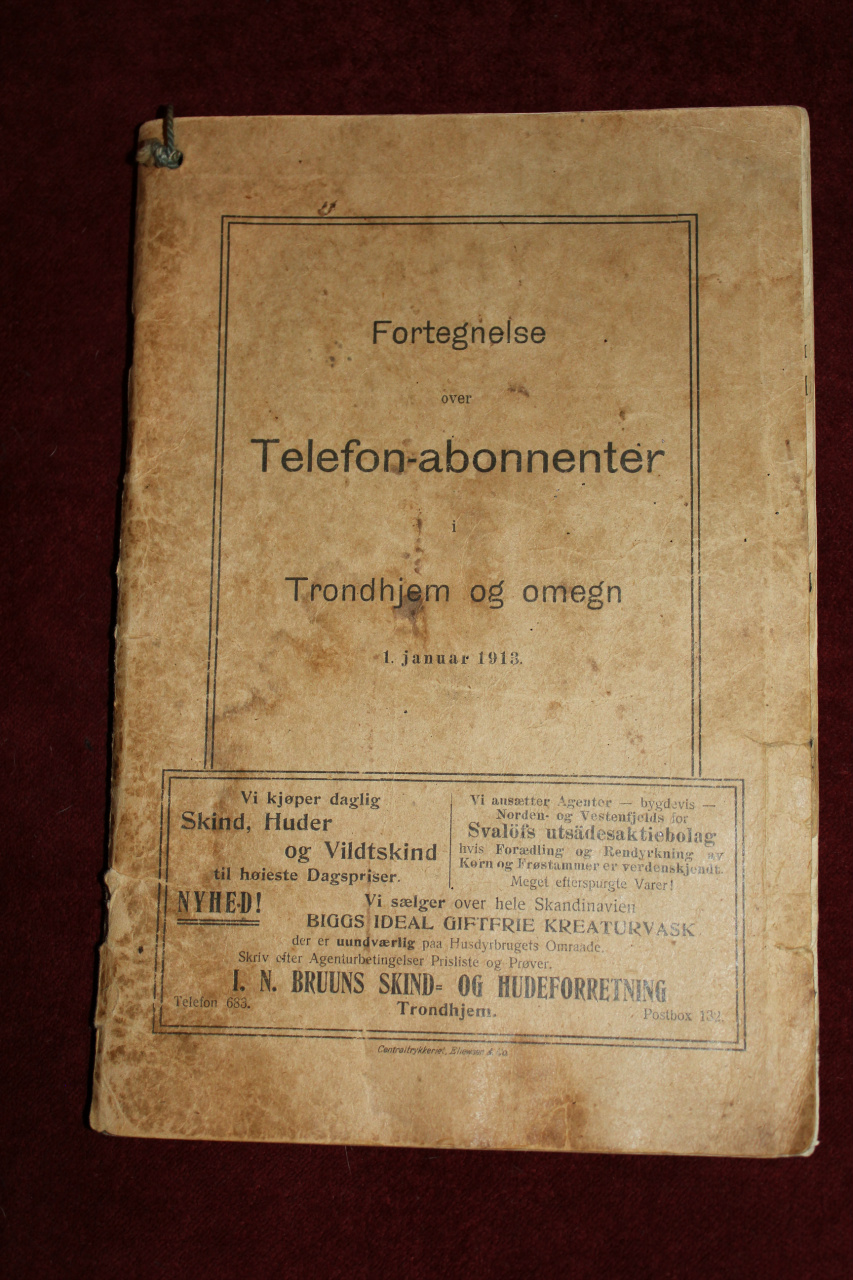 Fortegnelse
over
Telefon-abonnenter
i
Trondhjem og omegn
1. januar 1913.
Vi kjøper daglig
Skind, Huder
og Vildtskind
til høieste Dagspriser.
Vi ansætter Agenter — bygdevis —
Norden- og Vestenfjelds for
Svalöfs utsädesaktiebolag
hvis Forædling og Rendyrkning av
Korn og Frøstammer er verdenskjendt.
Meget efterspurgte Varer!
NYHED!
Vi sælger over hele Skandinavien
BIGGS IDEAL GIFTFRIE KREATURVASK
der er uundværlig paa Husdyrbrugets Omraade.
Skriv efter Agenturbetingelser Prisliste og Prøver.
I. N. BRUUNS SKIND- OG HUDEFORRETNING
Telefon 683.
Trondhjem.
Postbox 132.
Centraltrykkeriet, & Co